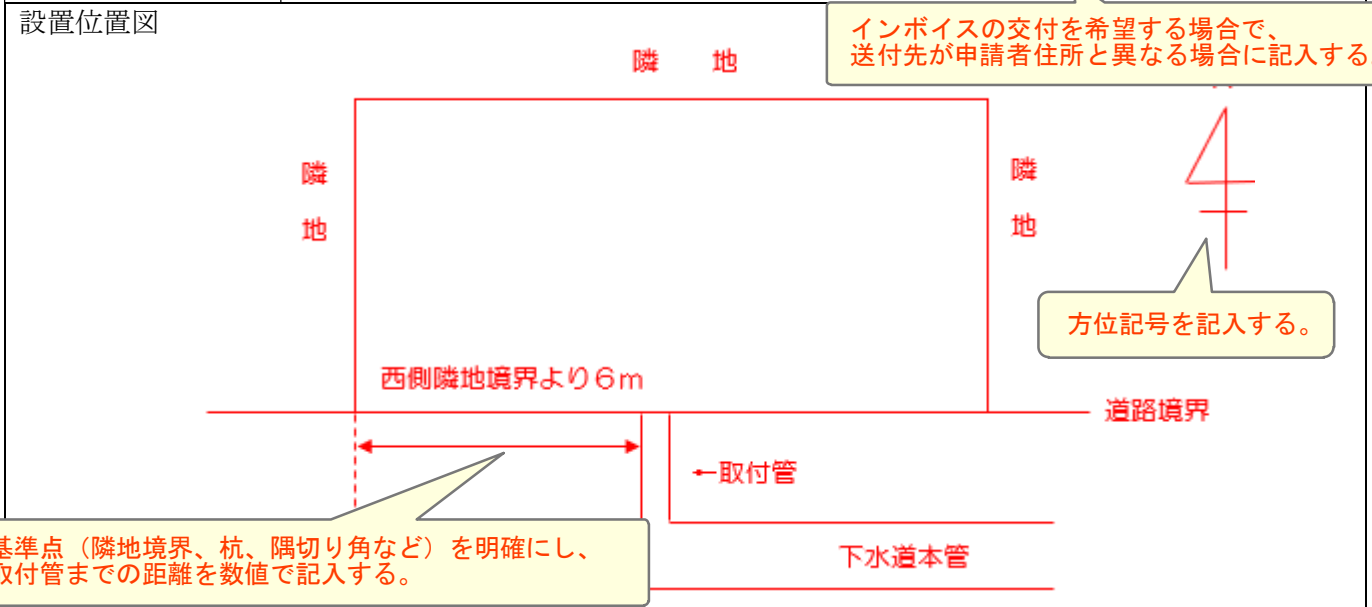 設置位置図
インボイスの交付を希望する場合で、
送付先が申請者住所と異なる場合に記入する
隣 地
隣
地
隣
地
方位記号を記入する。
西側隣地境界より6m
道路境界
取付管
基準点(隣地境界、杭、隅切り角など)を明確にし、
取付管までの距離を数値で記入する。
下水道本管